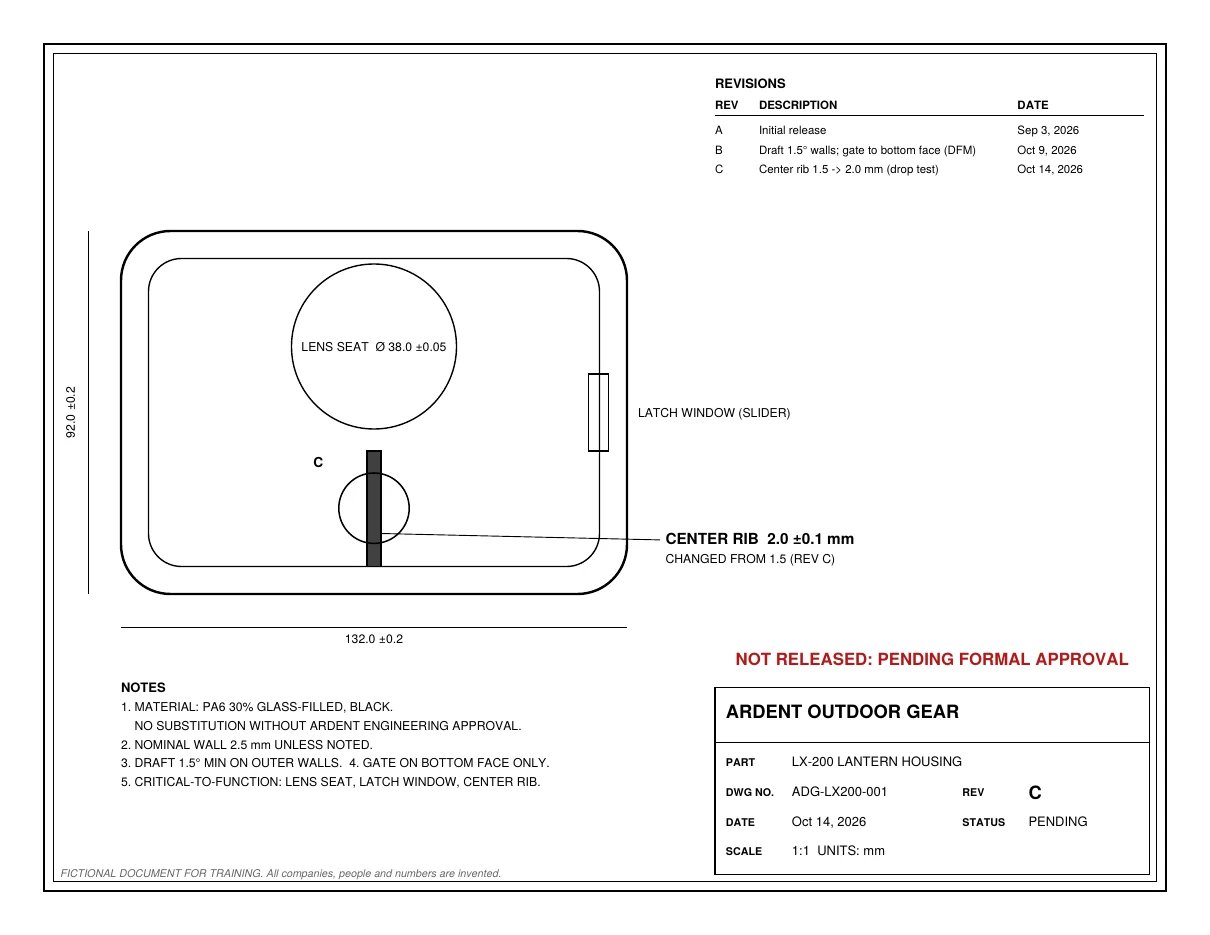 REVISIONS
REV DESCRIPTION DATE
A Initial release Sep 3, 2026
B Draft 1.5° walls; gate to bottom face (DFM) Oct 9, 2026
C Center rib 1.5 -> 2.0 mm (drop test) Oct 14, 2026
LENS SEAT Ø 38.0 ±0.05
92.0 ±0.2
LATCH WINDOW (SLIDER)
C
CENTER RIB 2.0 ±0.1 mm
CHANGED FROM 1.5 (REV C)
132.0 ±0.2
NOT RELEASED: PENDING FORMAL APPROVAL
NOTES
1. MATERIAL: PA6 30% GLASS-FILLED, BLACK.
NO SUBSTITUTION WITHOUT ARDENT ENGINEERING APPROVAL.
2. NOMINAL WALL 2.5 mm UNLESS NOTED.
3. DRAFT 1.5° MIN ON OUTER WALLS. 4. GATE ON BOTTOM FACE ONLY.
5. CRITICAL-TO-FUNCTION: LENS SEAT, LATCH WINDOW, CENTER RIB.
ARDENT OUTDOOR GEAR
PART LX-200 LANTERN HOUSING
DWG NO. ADG-LX200-001 REV C
DATE Oct 14, 2026 STATUS PENDING
SCALE 1:1 UNITS: mm
FICTIONAL DOCUMENT FOR TRAINING. All companies, people and numbers are invented.